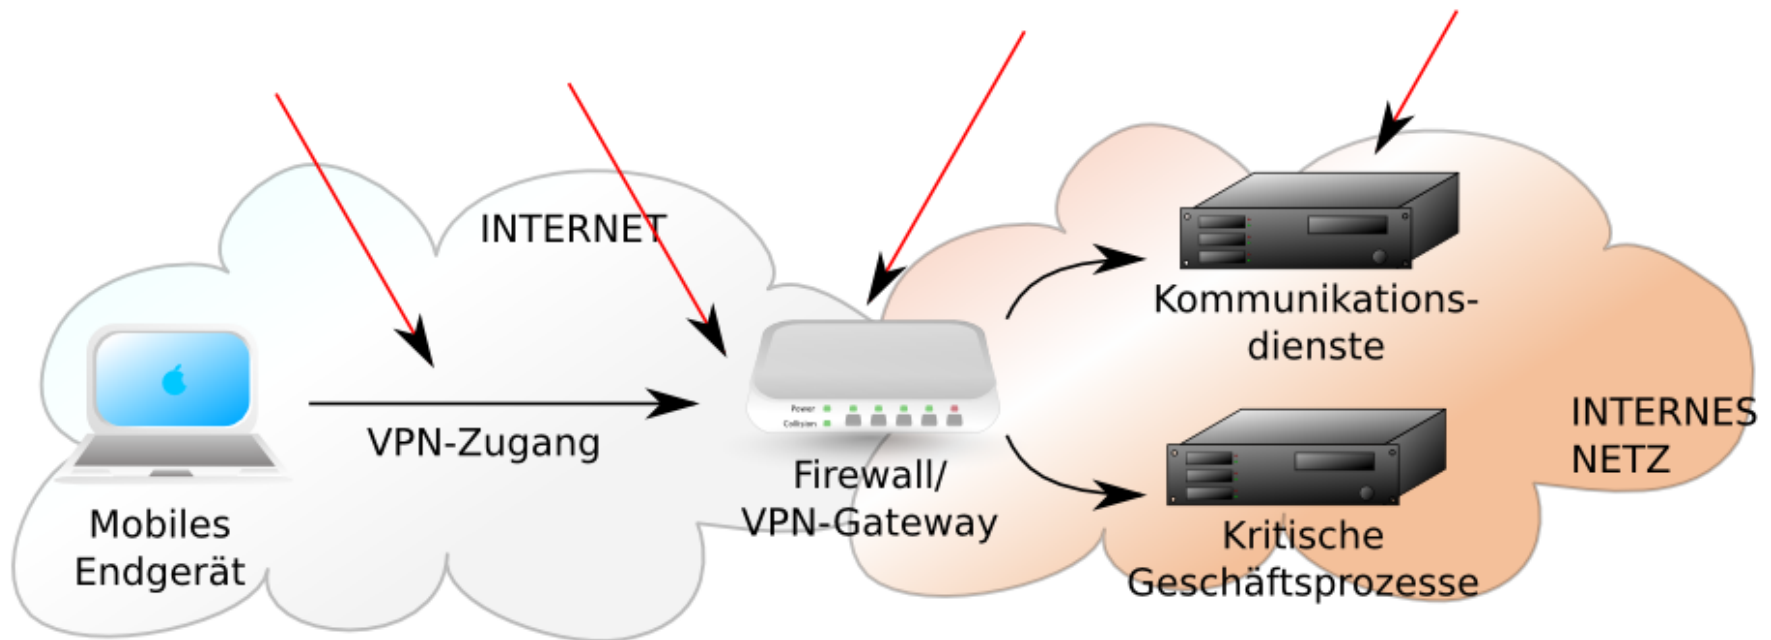 INTERNET
Kommunikations-
dienste
VPN-Zugang
Power
Collision
INTERNES
NETZ
Firewall/
VPN-Gateway
Mobiles
Endgerät
Kritische
Geschäftsprozesse